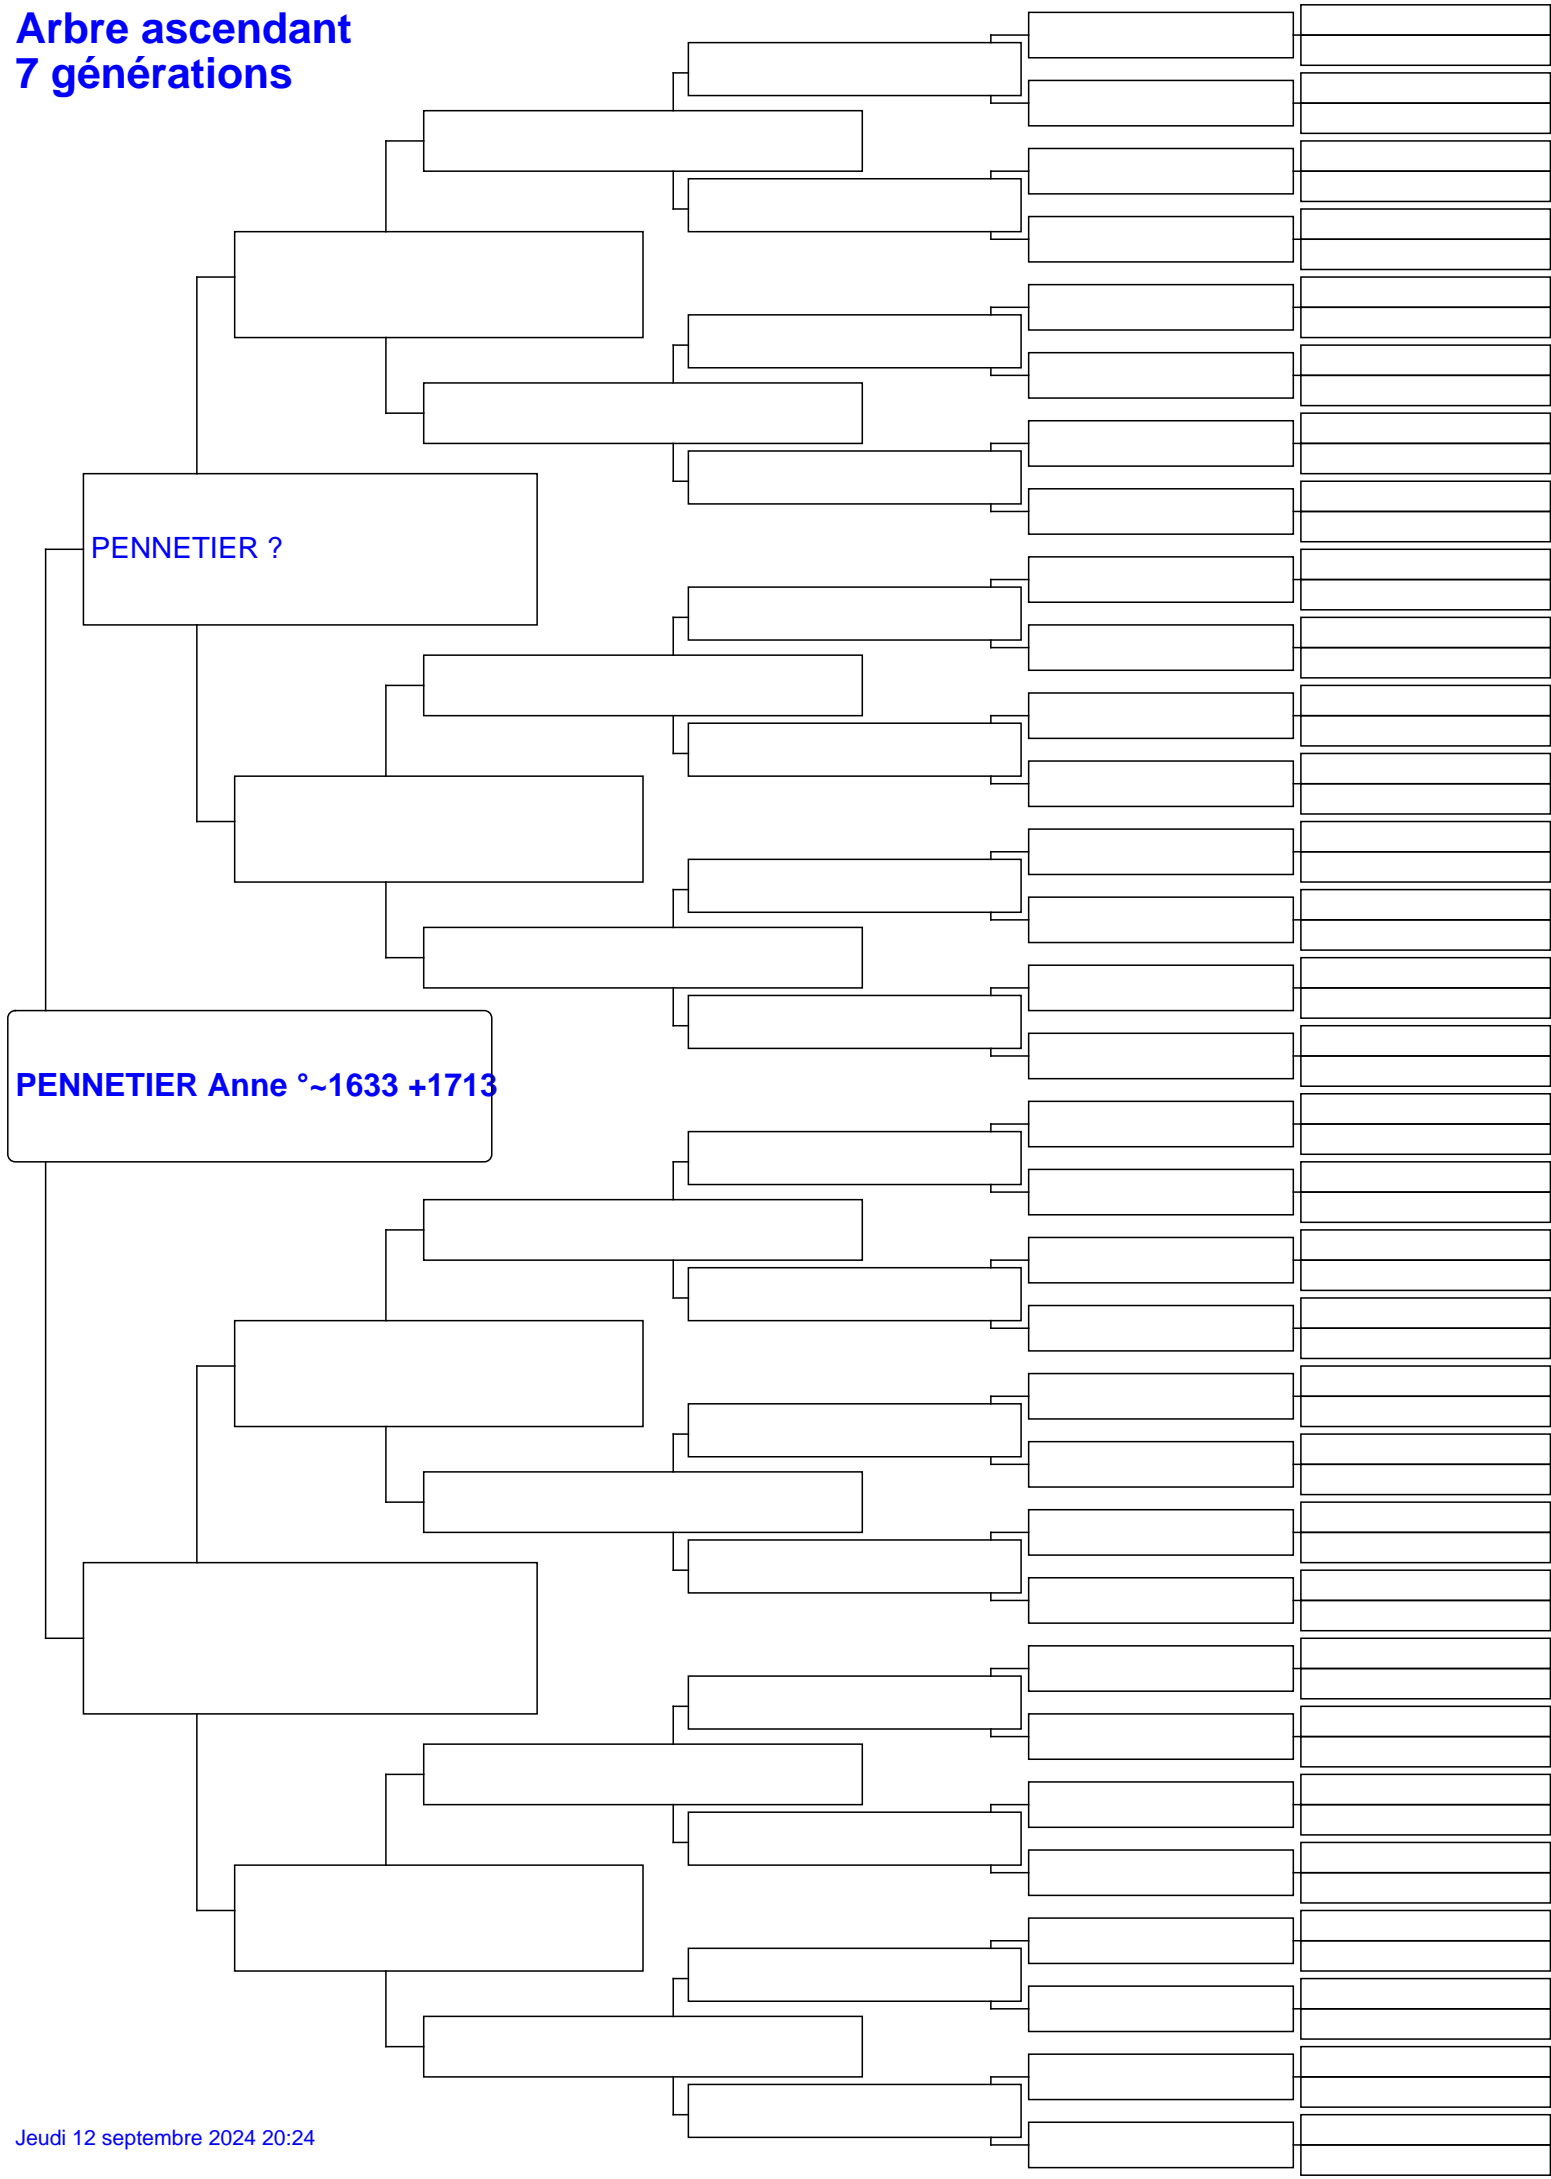 Arbre ascendant
7 générations
PENNETIER ?
PENNETIER Anne °~1633 +1713
Jeudi 12 septembre 2024 20:24